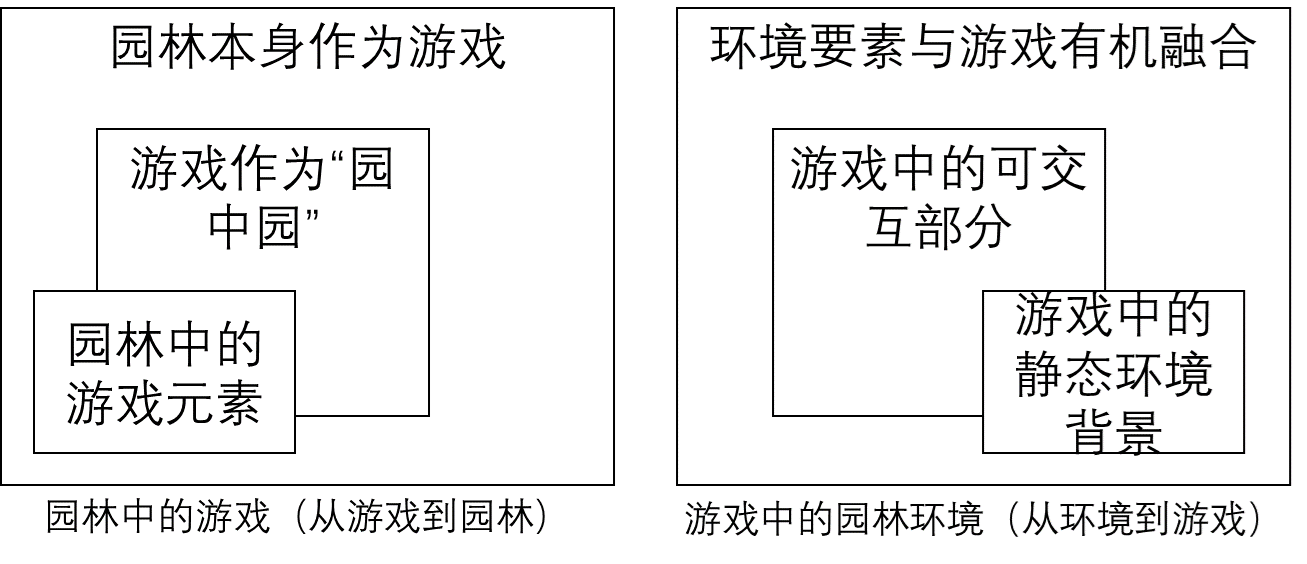 园林本身作为游戏
游戏作为“园
中园”
园林中的
游戏元素
园林中的游戏（从游戏到园林）
环境要素与游戏有机融合
游戏中的可交
互部分
游戏中的
静态环境
背景
游戏中的园林环境（从环境到游戏）